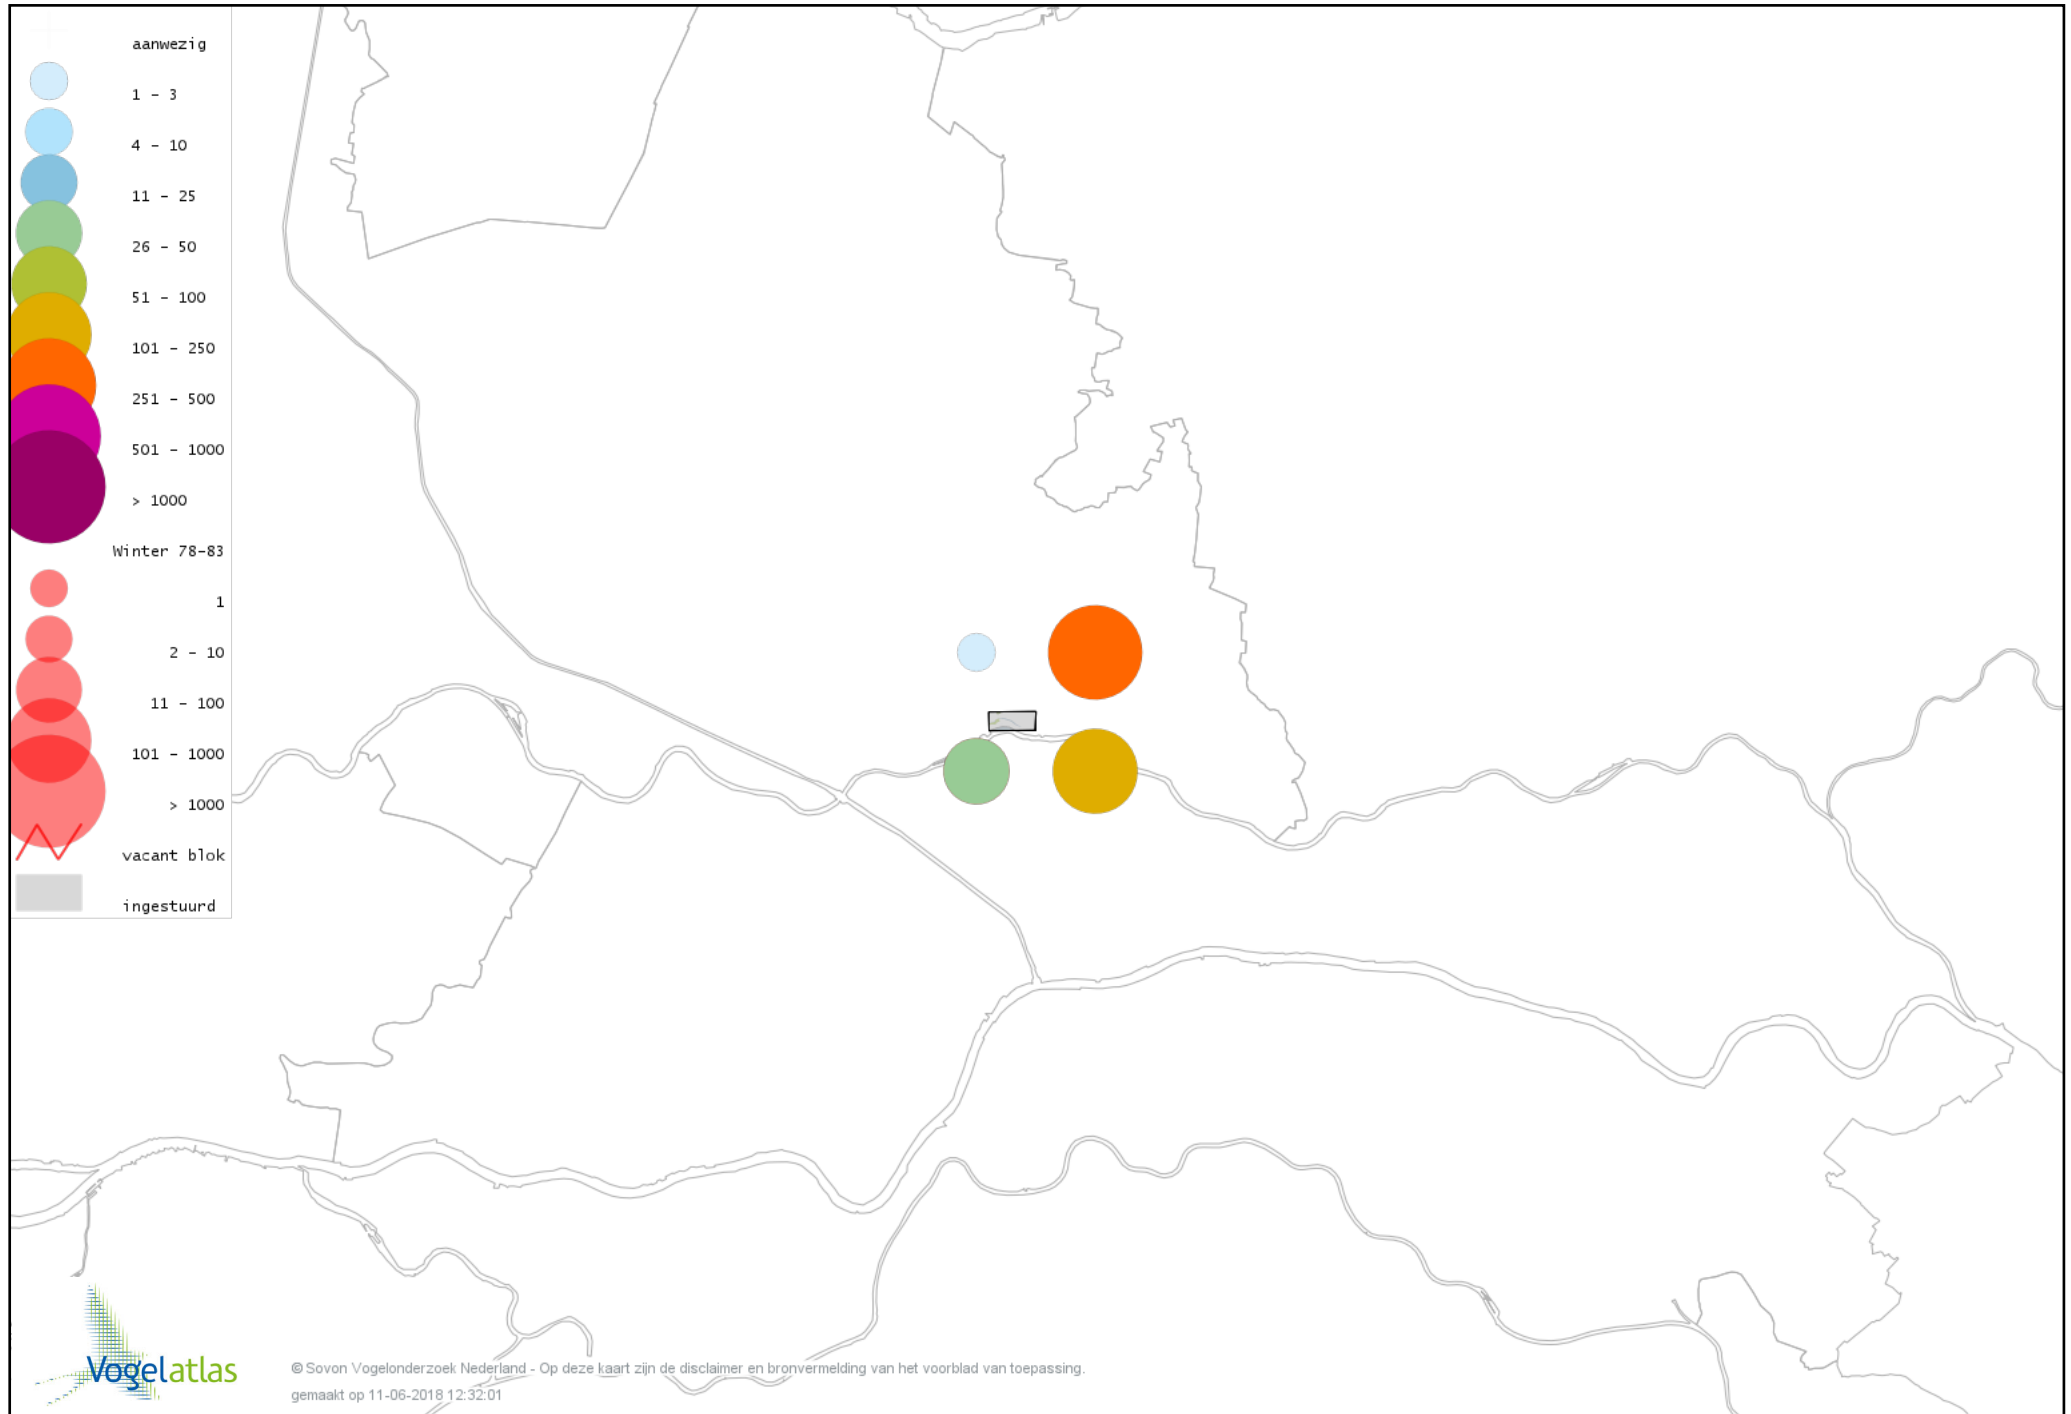 aanwezig
1 - 3
4 - 10
11 - 25
26 - 50
51 - 100
101 - 250
251 - 500
501 - 1000
> 1000
Winter 78-83
1
2 - 10
11 - 100
101 - 1000
> 1000
vacant blok
ingestuurd
Vogelatlas
© Sovon Vogelonderzoek Nederland - Op deze kaart zijn de disclaimer en bronvermelding van het voorblad van toepassing.
gemaakt op 11-06-2018 12:32:01